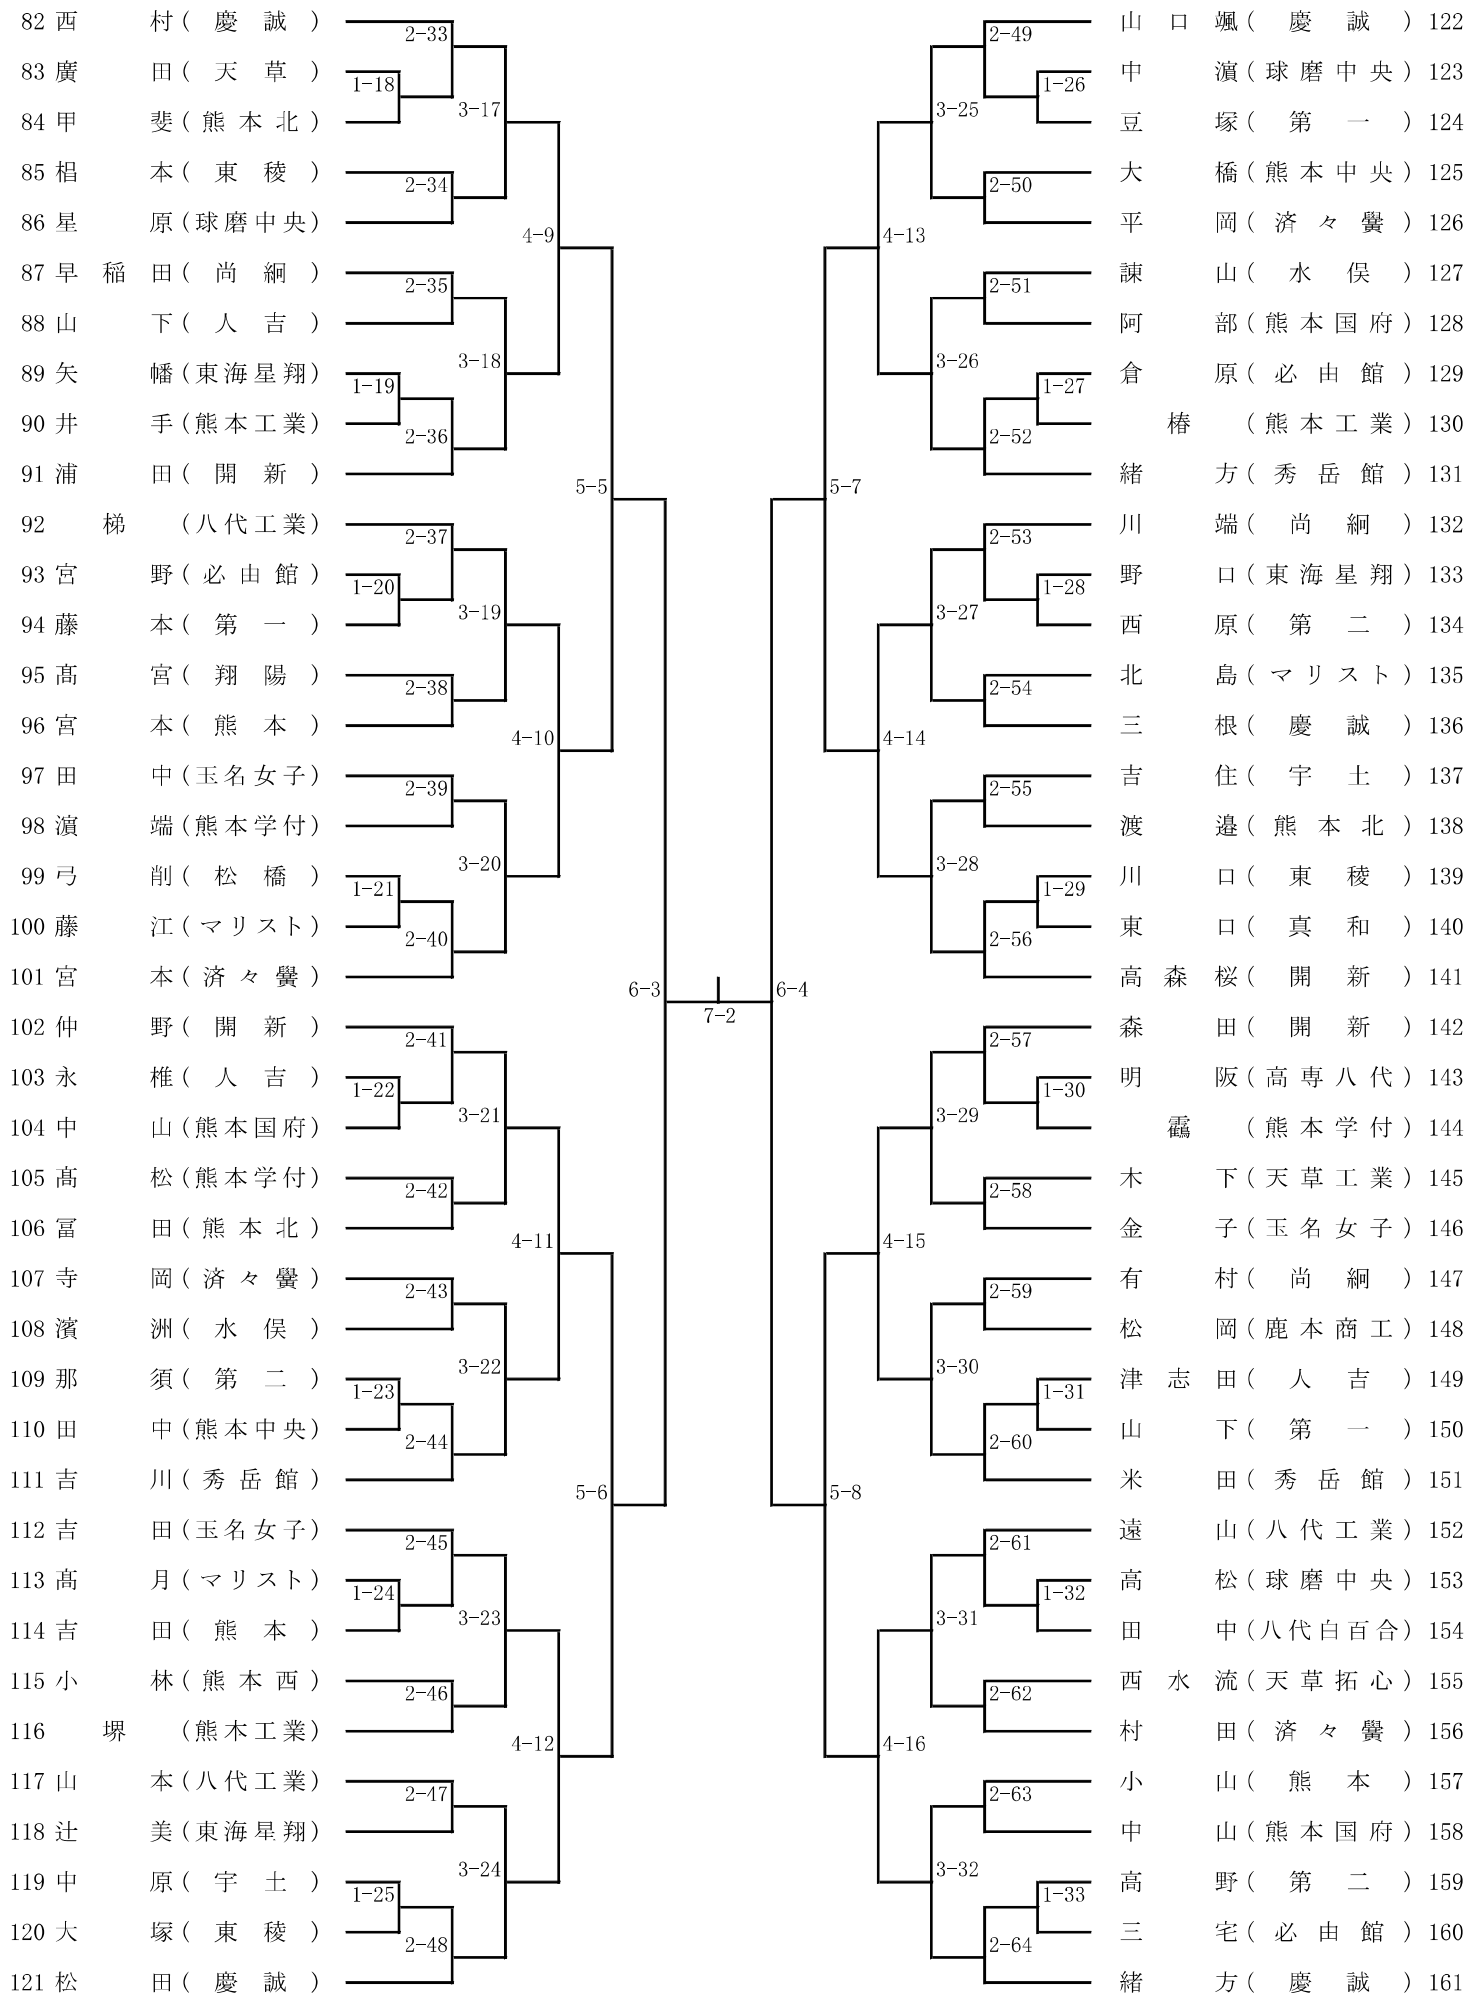 82 西村(慶誠)
2-33
83 廣田(天草)
1-18
3-17
84 甲斐(熊本北)
85 椙本(東稜)
2-34
86 星原(球磨中央)
4-9
87 早稲田(尚絅)
2-35
88 山下(人吉)
3-18
89 矢幡(東海星翔)
1-19
90 井手(熊本工業)
2-36
91 浦田(開新)
5-5
92 梯(八代工業)
2-37
93 宮野(必由館)
1-20
3-19
94 藤本(第一)
95 髙宮(翔陽)
2-38
96 宮本(熊本)
4-10
97 田中(玉名女子)
2-39
98 濵端(熊本学付)
3-20
99 弓削(松橋)
1-21
100 藤江(マリスト)
2-40
101 宮本(済々黌)
6-3
102 仲野(開新)
2-41
103 永椎(人吉)
1-22
3-21
104 中山(熊本国府)
105 髙松(熊本学付)
2-42
106 冨田(熊本北)
4-11
107 寺岡(済々黌)
2-43
108 濱洲(水俣)
3-22
109 那須(第二)
1-23
110 田中(熊本中央)
2-44
111 吉川(秀岳館)
5-6
112 吉田(玉名女子)
2-45
113 髙月(マリスト)
1-24
3-23
114 吉田(熊本)
115 小林(熊本西)
2-46
116 堺(熊本工業)
4-12
117 山本(八代工業)
2-47
118 辻美(東海星翔)
3-24
119 中原(宇土)
1-25
120 大塚(東稜)
2-48
121 松田(慶誠)
7-2
山口颯(慶誠) 122
2-49
中濵(球磨中央) 123
1-26
3-25
豆塚(第一) 124
大橋(熊本中央) 125
2-50
平岡(済々黌) 126
4-13
諫山(水俣) 127
2-51
阿部(熊本国府) 128
3-26
倉原(必由館) 129
1-27
椿(熊本工業) 130
2-52
緒方(秀岳館) 131
5-7
川端(尚絅) 132
2-53
野口(東海星翔) 133
1-28
3-27
西原(第二) 134
北島(マリスト) 135
2-54
三根(慶誠) 136
4-14
吉住(宇土) 137
2-55
渡邉(熊本北) 138
3-28
川口(東稜) 139
1-29
東口(真和) 140
2-56
高森桜(開新) 141
6-4
森田(開新) 142
2-57
明阪(高専八代) 143
1-30
3-29
靍(熊本学付) 144
木下(天草工業) 145
2-58
金子(玉名女子) 146
4-15
有村(尚絅) 147
2-59
松岡(鹿本商工) 148
3-30
津志田(人吉) 149
1-31
山下(第一) 150
2-60
米田(秀岳館) 151
5-8
遠山(八代工業) 152
2-61
高松(球磨中央) 153
1-32
3-31
田中(八代白百合) 154
西水流(天草拓心) 155
2-62
村田(済々黌) 156
4-16
小山(熊本) 157
2-63
中山(熊本国府) 158
3-32
高野(第二) 159
1-33
三宅(必由館) 160
2-64
緒方(慶誠) 161